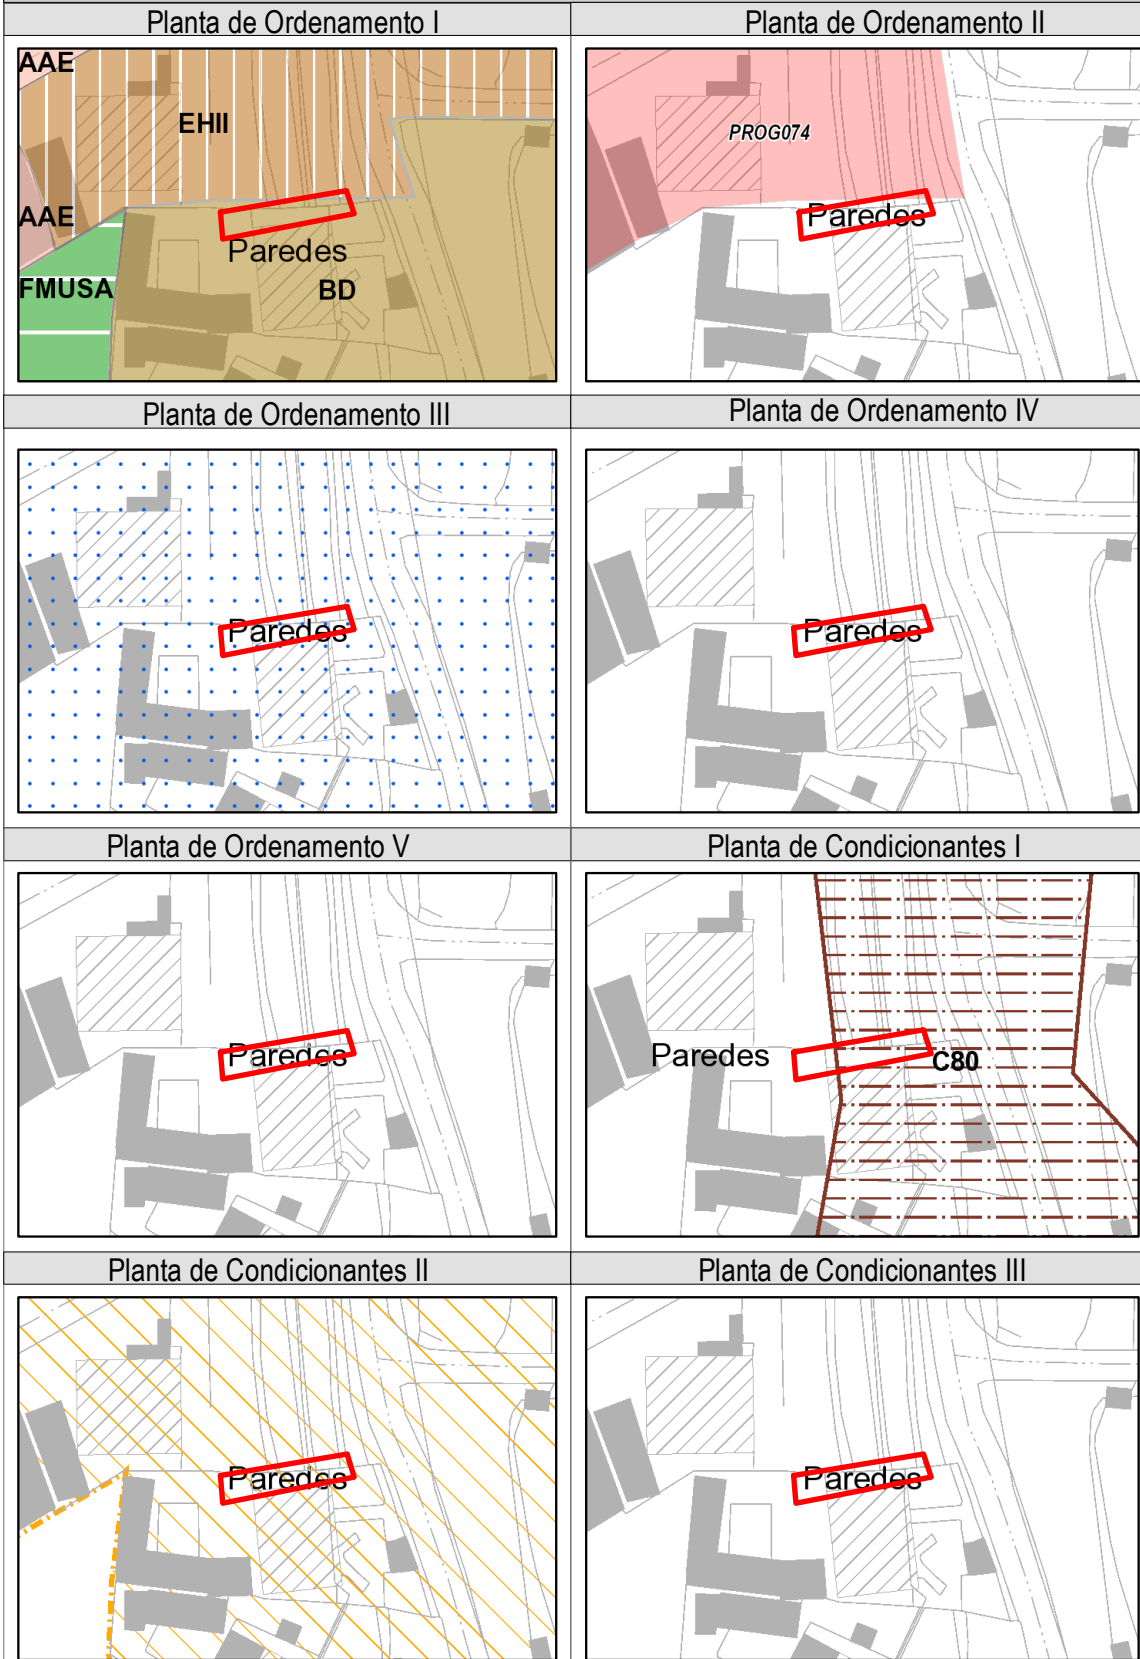 Planta de Ordenamento I
Planta de Ordenamento II
AAE
EHII
AAE
Paredes
FMUSA
BD
PROG074
Paredes
Planta de Ordenamento III
Planta de Ordenamento IV
Paredes
Paredes
Planta de Ordenamento V
Planta de Condicionantes I
Paredes
Paredes
C80
Planta de Condicionantes II
Planta de Condicionantes III
Paredes
Paredes